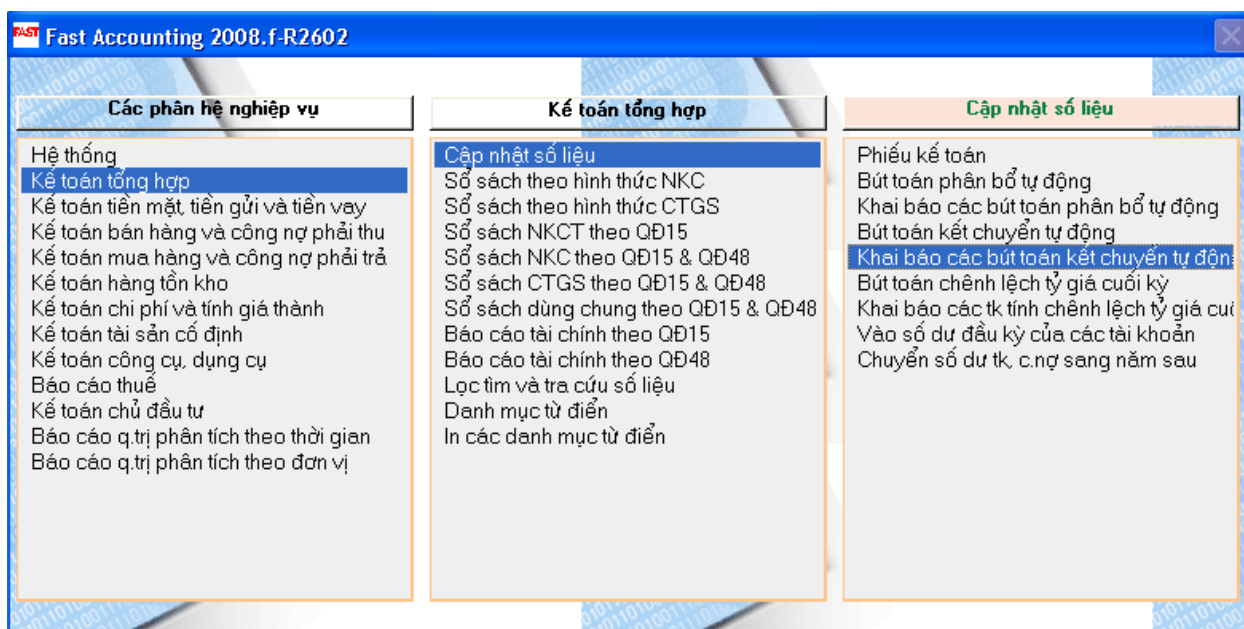 FAST Fast Accounting 2008.f-R2602
Các phân hệ nghiệp vụ
Hệ thống
Kế toán tổng hợp
Kế toán tiền mặt, tiền gửi và tiền vay
Kế toán bán hàng và công nợ phải thu
Kế toán mua hàng và công nợ phải trả
Kế toán hàng tồn kho
Kế toán chi phí và tính giá thành
Kế toán tài sản cố định
Kế toán công cụ, dụng cụ
Báo cáo thuế
Kế toán chủ đầu tư
Báo cáo q.trị phân tích theo thời gian
Báo cáo q.trị phân tích theo đơn vị
Kế toán tổng hợp
Cập nhật số liệu
Sổ sách theo hình thức NKC
Sổ sách theo hình thức CTGS
Sổ sách NKCT theo QĐ15
Sổ sách NKC theo QĐ15 & QĐ48
Sổ sách CTGS theo QĐ15 & QĐ48
Sổ sách dùng chung theo QĐ15 & QĐ48
Báo cáo tài chính theo QĐ15
Báo cáo tài chính theo QĐ48
Lọc tìm và tra cứu số liệu
Danh mục từ điển
In các danh mục từ điển
Cập nhật số liệu
Phiếu kế toán
Bút toán phân bổ tự động
Khai báo các bút toán phân bổ tự động
Bút toán kết chuyển tự động
Khai báo các bút toán kết chuyển tự độn
Bút toán chênh lệch tỷ giá cuối kỳ
Khai báo các tk tính chênh lệch tỷ giá cuố
Vào số dư đầu kỳ của các tài khoản
Chuyển số dư tk, c.nợ sang năm sau